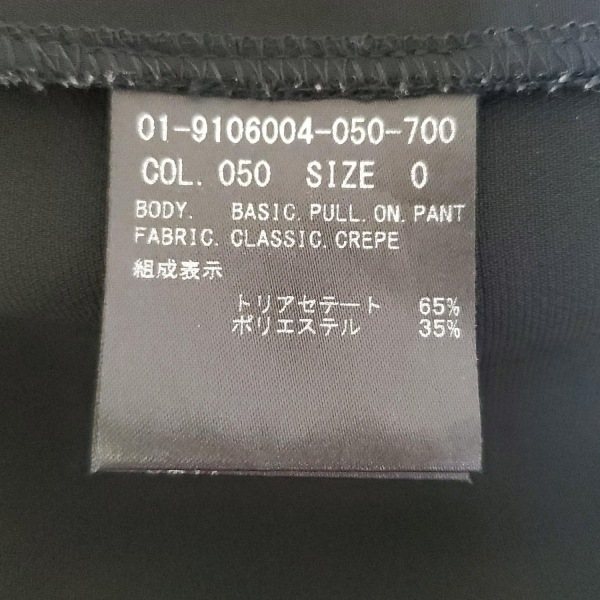 01-9106004-050-700
COL. 050 SIZE 0
BODY. BASIC.PULL.ON.PANT
FABRIC.CLASSIC.CREPE
組成表示
トリアセテート 65%
ポリエステル 35%